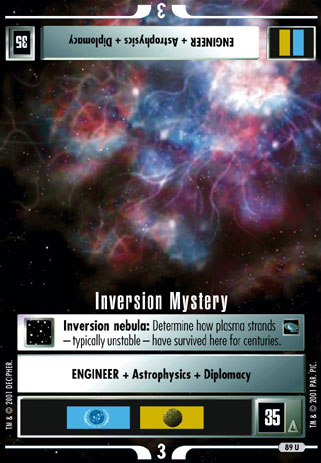 3
ENGINEER + Astrophysics + Diplomacy
35
Inversion Mystery
Inversion nebula: Determine how plasma strands
– typically unstable – have survived here for centuries.
ENGINEER + Astrophysics + Diplomacy
35
TM & © 2001 DECIPHER.
TM & © 2001 PAR. PIC.
89 U
3